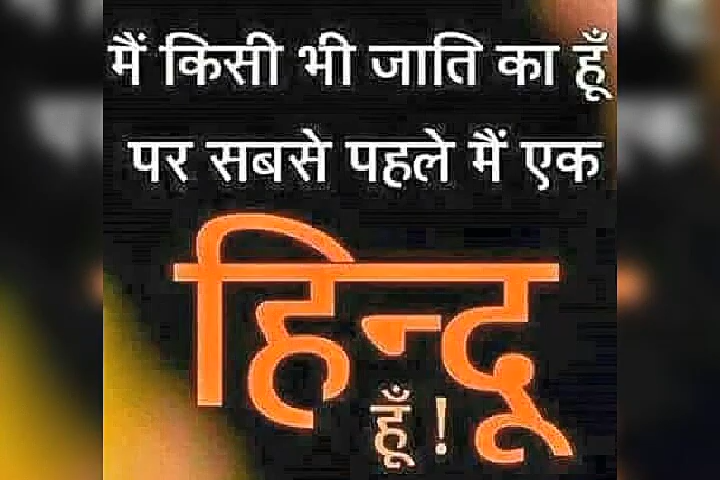 मैं किसी भी जाति का हूँ
पर सबसे पहले मैं एक
हिन्दू
हूँ !